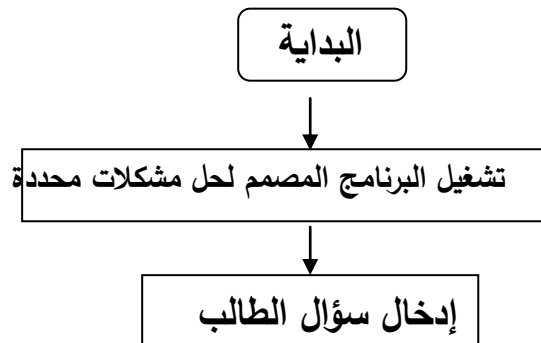 البداية
تشغيل البرنامج المصمم لحل مشكلات محددة
إدخال سؤال الطالب